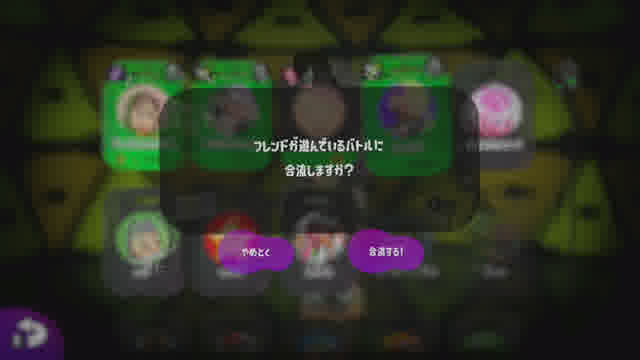 フレンドが遊んでいるバトルに
合流しますか？
やめとく
合流する！